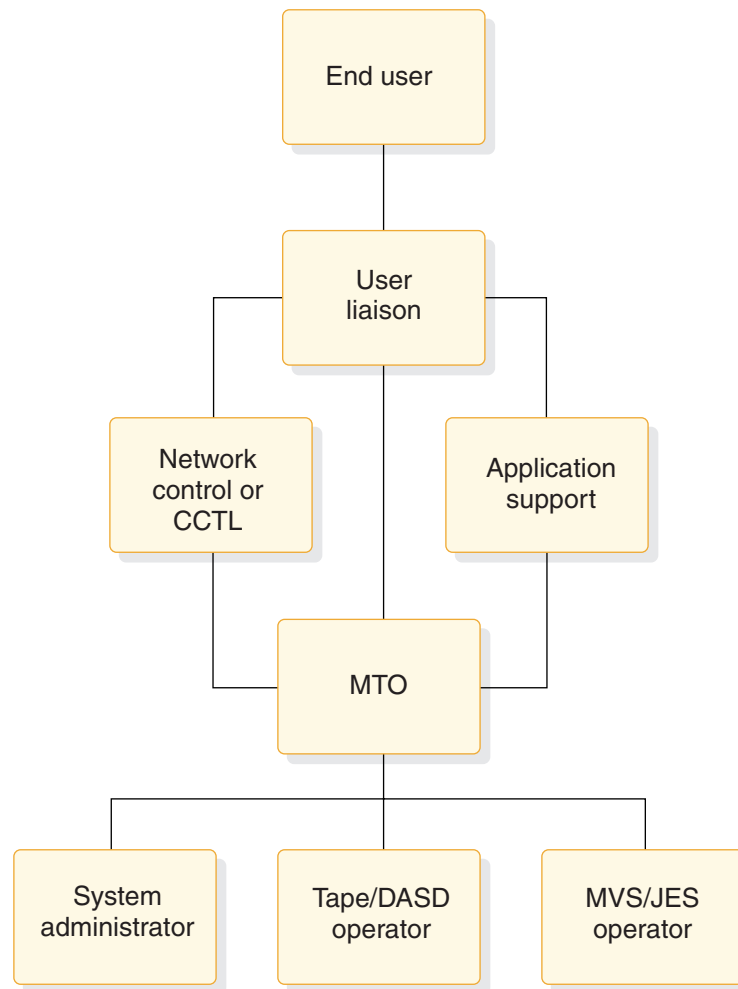 End user
User
liaison
Network
control or
CCTL
Application
support
MTO
System
administrator
Tape/DASD
operator
MVS/JES
operator